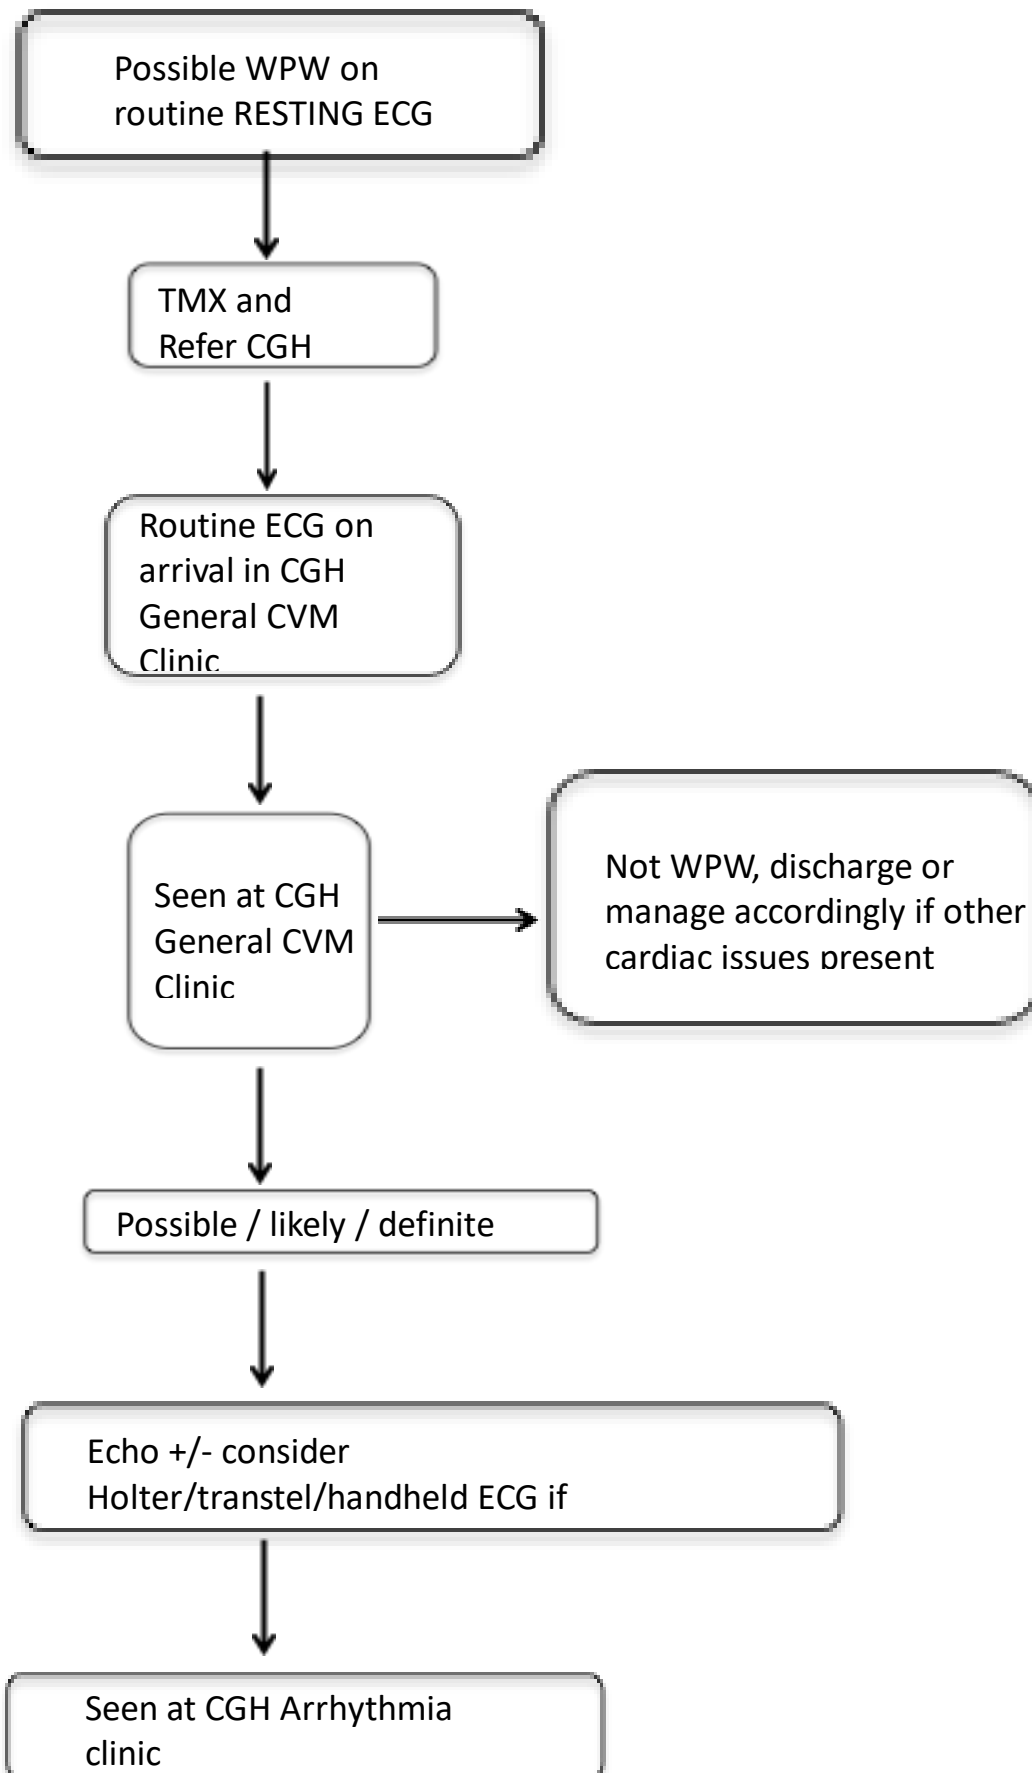 Possible WPW on
routine RESTING ECG
TMX and
Refer CGH
Routine ECG on
arrival in CGH
General CVM
Clinic
Seen at CGH
General CVM
Clinic
Not WPW, discharge or
manage accordingly if other
cardiac issues present
Possible / likely / definite
Echo +/- consider
Holter/transtel/handheld ECG if
Seen at CGH Arrhythmia
clinic